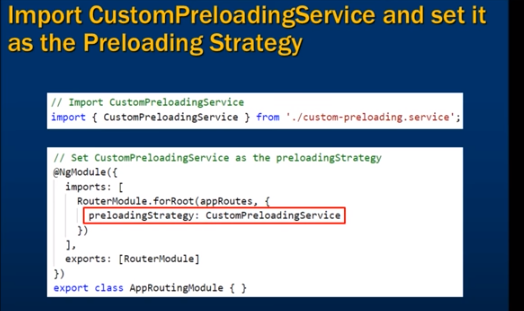 Import CustomPreloadingService and set it
as the Preloading Strategy
// Import CustomPreloadingService
import { CustomPreloadingService } from './custom-preloading.service';
// Set CustomPreloadingService as the preloadingStrategy
@NgModule({
imports: [
RouterModule.forRoot(appRoutes, {
preloadingStrategy: CustomPreloadingService
})
],
exports: [RouterModule]
})
export class AppRoutingModule { }